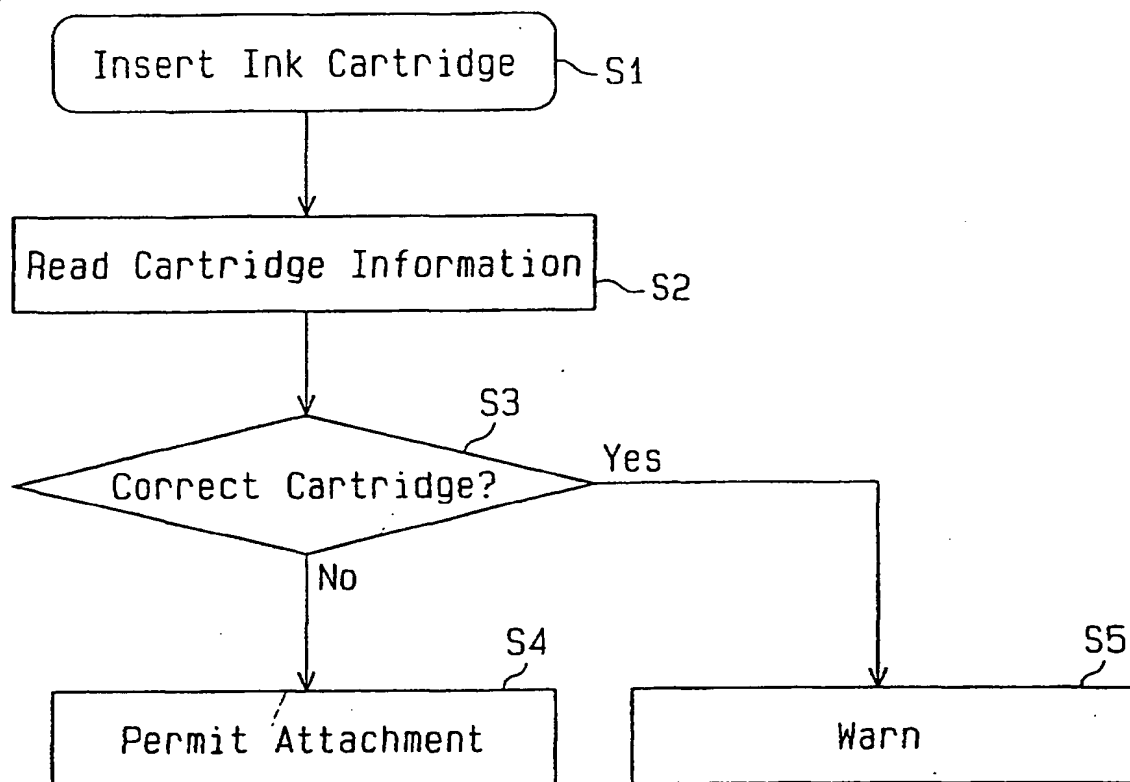 Insert Ink Cartridge
S1
Read Cartridge Information
S2
S3
Correct Cartridge?
Yes
No
S4
Permit Attachment
S5
Warn